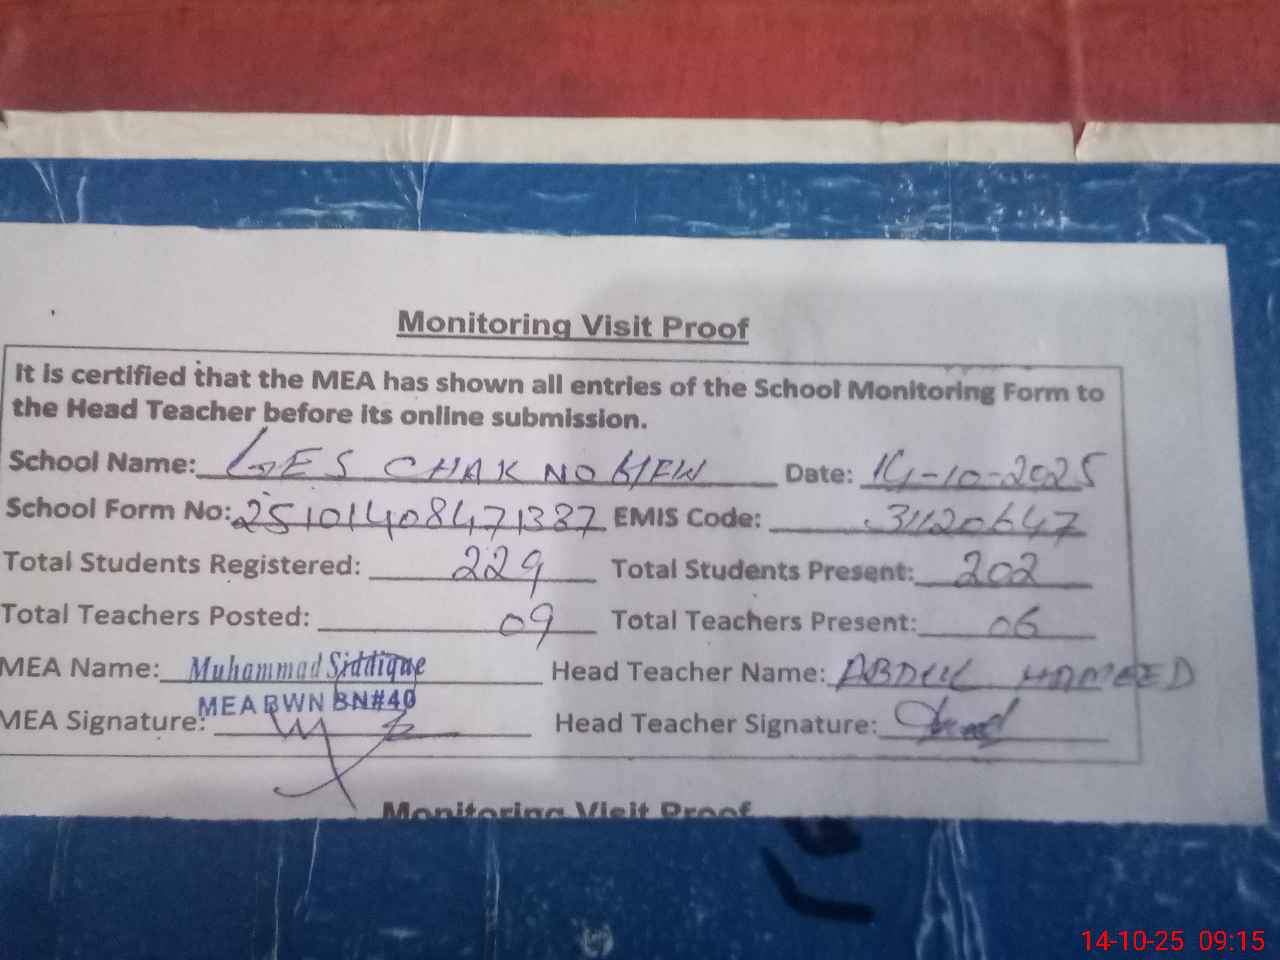 Monitoring Visit Proof
It is certified that the MEA has shown all entries of the School Monitoring Form to
the Head Teacher before its online submission.
School Name: GES CHAK NO Date: 14-10-2025
School Form No: 25101408471387 EMIS Code: 31120647
Total Students Registered: 229 Total Students Present: 202
Total Teachers Posted: 09 Total Teachers Present: 06
MEA Name: Muhammad Siddique Head Teacher Name: ABDUL HAMEED
MEA BWN BN#40
MEA Signature: Head Teacher Signature:
Monitoring Visit Proof
14-10-25 09:15